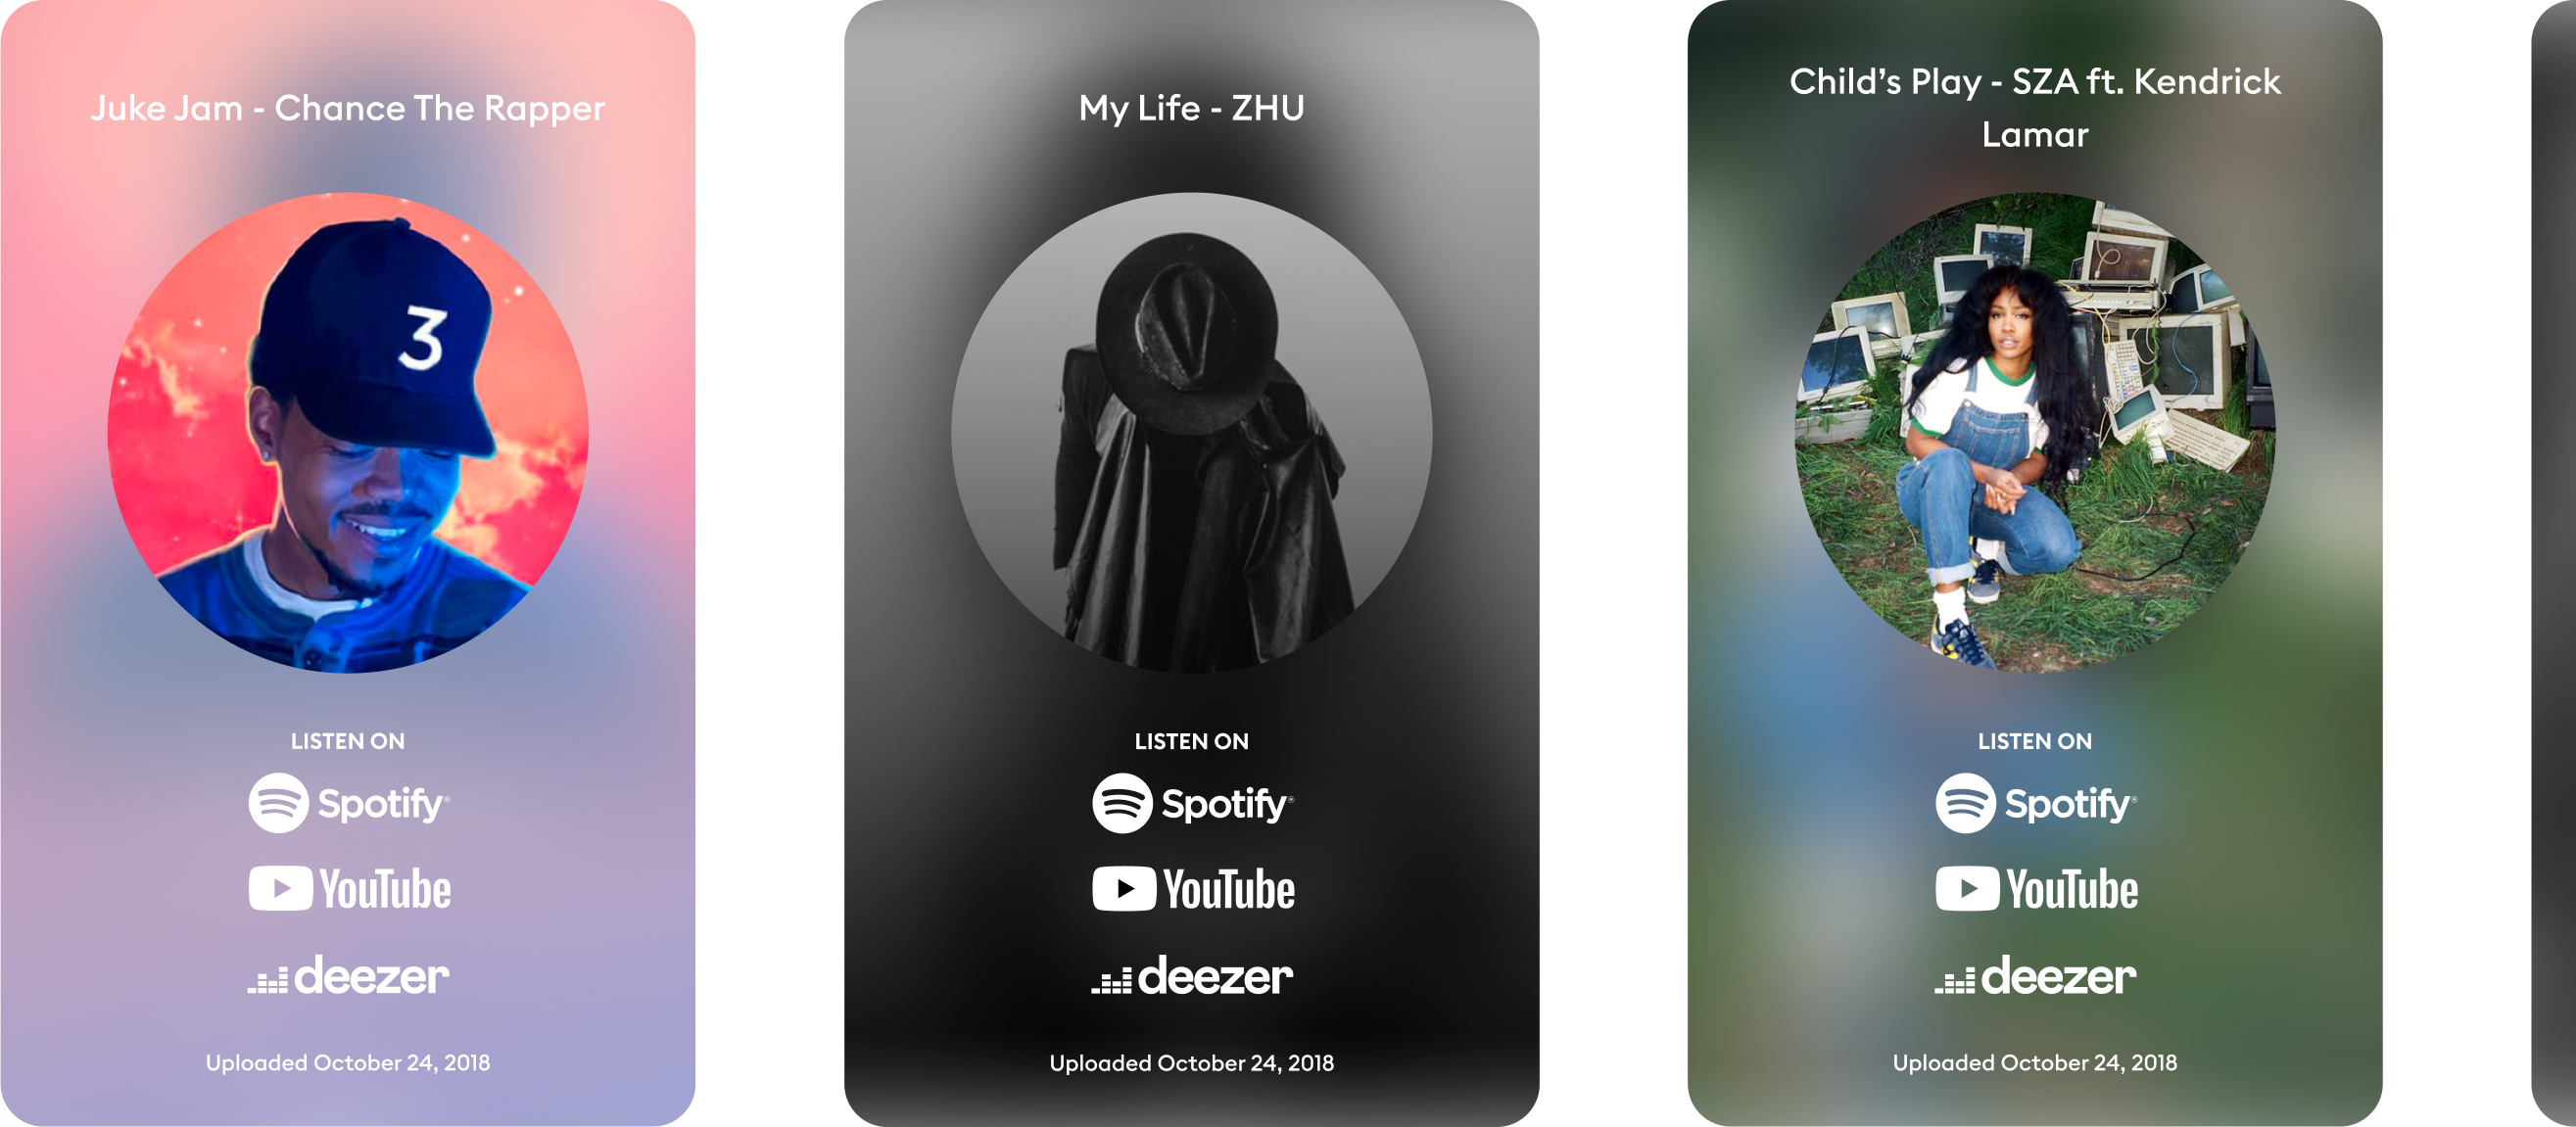 Juke Jam - Chance The Rapper
3
LISTEN ON
Spotify®
YouTube
deezer
Uploaded October 24, 2018
My Life - ZHU
LISTEN ON
Spotify®
YouTube
deezer
Uploaded October 24, 2018
Child’s Play - SZA ft. Kendrick
Lamar
LISTEN ON
Spotify®
YouTube
deezer
Uploaded October 24, 2018